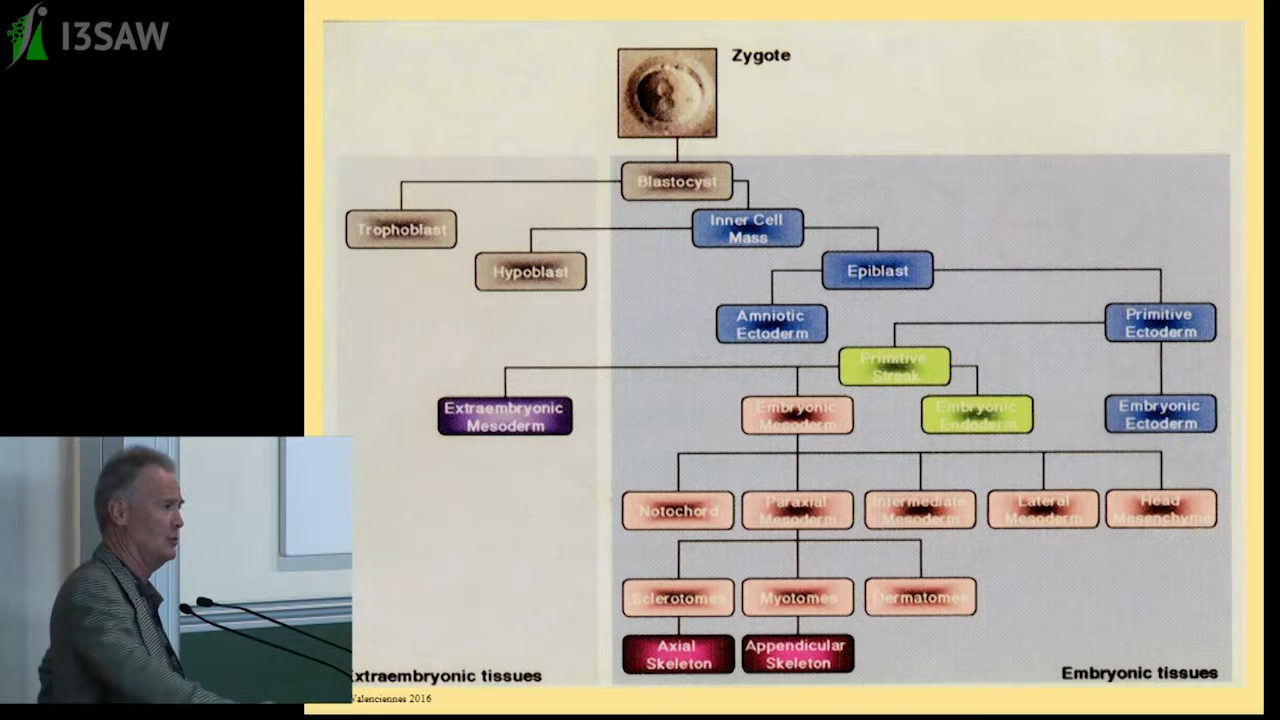 I3SAW
Zygote
Blastocyst
Trophoblast
Inner Cell
Mass
Hypoblast
Epiblast
Amniotic
Ectoderm
Primitive
Ectoderm
Primitive
Streak
Extraembryonic
Mesoderm
Embryonic
Mesoderm
Embryonic
Endoderm
Embryonic
Ectoderm
Notochord
Paraxial
Mesoderm
Intermediate
Mesoderm
Lateral
Mesoderm
Head
Mesenchyme
Sclerotomes
Myotomes
Dermatomes
Axial
Skeleton
Appendicular
Skeleton
xtraembryonic tissues
Embryonic tissues
Valenciennes 2016